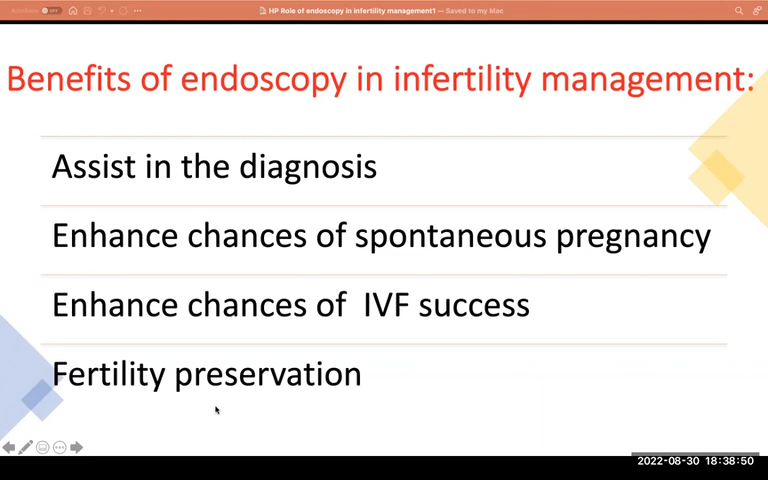 AutoSave OFF
HP Role of endoscopy in infertility management1 — Saved to my Mac
Benefits of endoscopy in infertility management:
Assist in the diagnosis
Enhance chances of spontaneous pregnancy
Enhance chances of  IVF success
Fertility preservation
2022-08-30 18:38:50